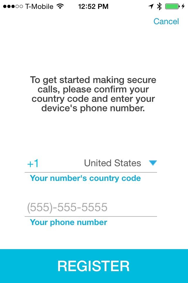 T-Mobile 12:52 PM
Cancel
To get started making secure
calls, please confirm your
country code and enter your
device's phone number.
+1 United States
Your number's country code
(555)-555-5555
Your phone number
REGISTER